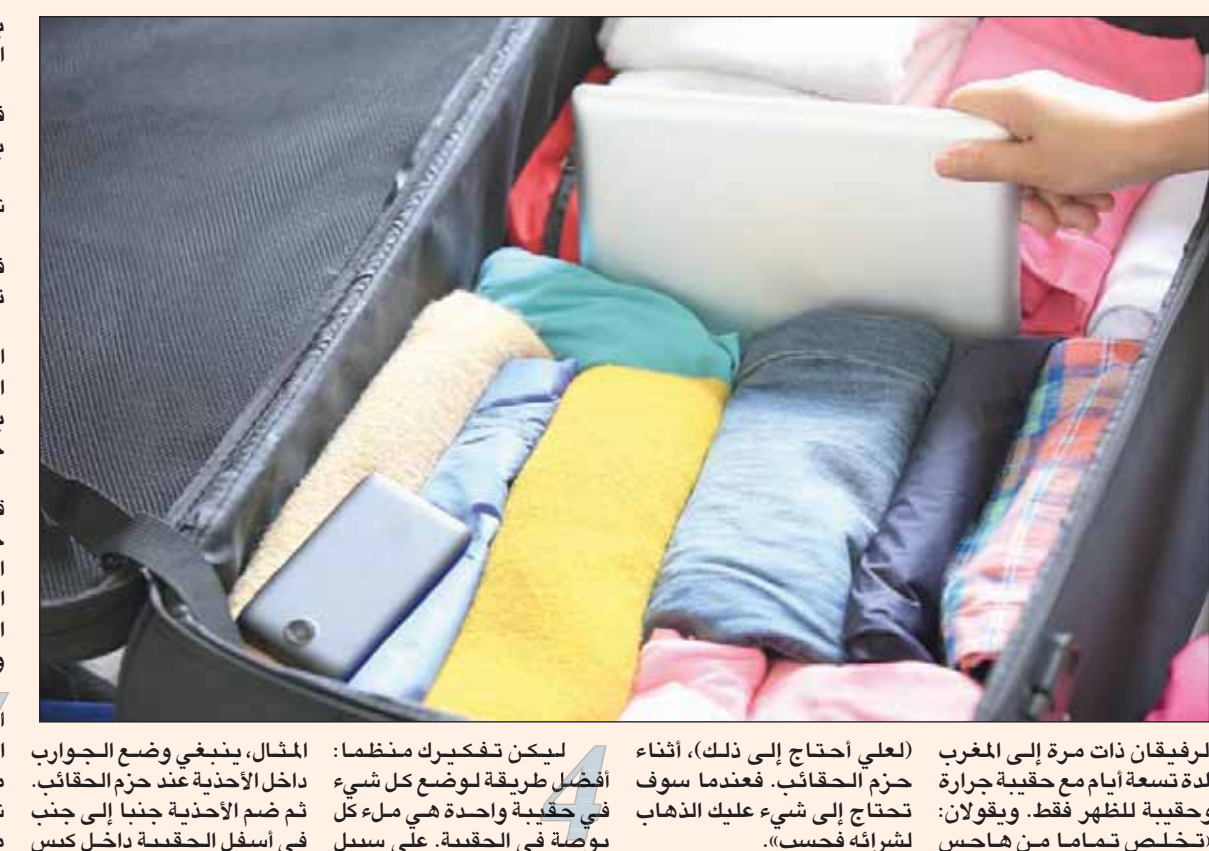 لرفيقان ذات مرة إلى المغرب
لدة تسعة أيام مع حقيبة جرارة
وحقيبة للظهر فقط. ويقولان:
«تخلص تماما من هاجس
(لعلي أحتاج إلى ذلك)، أثناء
حزم الحقائب. فعندما سوف
تحتاج إلى شيء عليك الذهاب
لشرائه فحسب».
4
ليكن تفكيرك منظما:
أفضل طريقة لوضع كل شيء
في حقيبة واحدة هي ملء كل
بوصة في الحقيبة. على سبيل
المثال، ينبغي وضع الجوارب
داخل الأحذية عند حزم الحقائب.
ثم ضم الأحذية جنبا إلى جنب
في أسفل الحقيبة داخل كيس